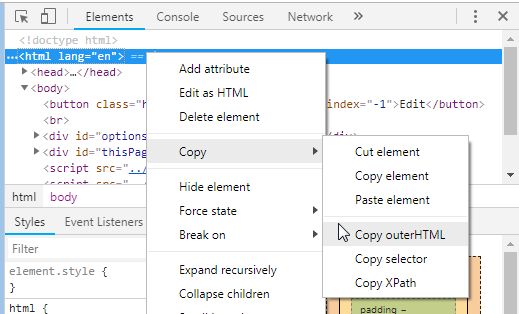 Elements Console Sources Network »
<!doctype html>
<html lang="en"> ==
<head>…</head>
<body>
<button class="h index="-1">Edit</button>
<br>
<div id="options div>
<div id="thisPag
<script src="../
<script src="
Add attribute
Edit as HTML
Delete element
Copy
Hide element
Force state
Break on
Expand recursively
Collapse children
Cut element
Copy element
Paste element
Copy outerHTML
Copy selector
Copy XPath
html body
Styles Event Listeners
Filter
element.style {
}
html {
padding –